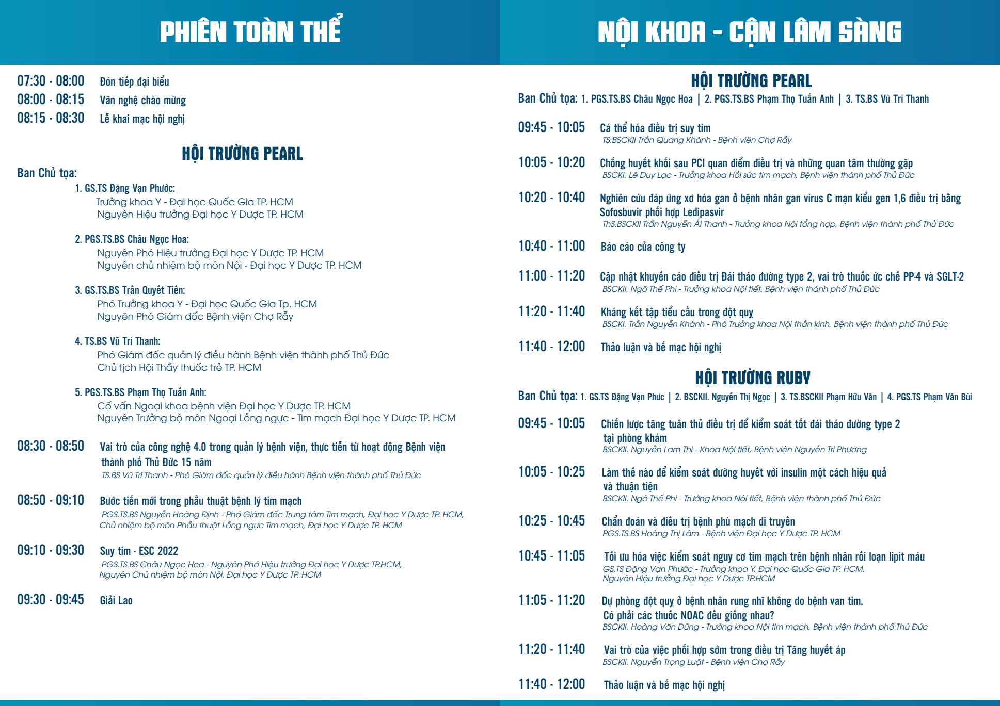 PHIÊN TOÀN THỂ
07:30 - 08:00 Đón tiếp đại biểu
08:00 - 08:15 Văn nghệ chào mừng
08:15 - 08:30 Lễ khai mạc hội nghị
HỘI TRƯỜNG PEARL
Ban Chủ tọa:
1. GS.TS Đặng Vạn Phước:
Trưởng khoa Y - Đại học Quốc Gia TP. HCM
Nguyên Hiệu trưởng Đại học Y Dược TP. HCM
2. PGS.TS.BS Châu Ngọc Hoa:
Nguyên Phó Hiệu trưởng Đại học Y Dược TP. HCM
Nguyên chủ nhiệm bộ môn Nội - Đại học Y Dược TP. HCM
3. GS.TS.BS Trần Quyết Tiến:
Phó Trưởng khoa Y - Đại học Quốc Gia Tp. HCM
Nguyên Phó Giám đốc Bệnh viện Chợ Rẫy
4. TS.BS Vũ Trí Thanh:
Phó Giám đốc quản lý điều hành Bệnh viện thành phố Thủ Đức
Chủ tịch Hội Thầy thuốc trẻ TP. HCM
5. PGS.TS.BS Phạm Thọ Tuấn Anh:
Cố vấn Ngoại khoa bệnh viện Đại học Y Dược TP. HCM
Nguyên Trưởng bộ môn Ngoại Lồng ngực - Tim mạch Đại học Y Dược TP. HCM
08:30 - 08:50 Vai trò của công nghệ 4.0 trong quản lý bệnh viện, thực tiễn từ hoạt động Bệnh viện
thành phố Thủ Đức 15 năm
TS.BS Vũ Trí Thanh - Phó Giám đốc quản lý điều hành Bệnh viện thành phố Thủ Đức
08:50 - 09:10 Bước tiến mới trong phẫu thuật bệnh lý tim mạch
PGS.TS.BS Nguyễn Hoàng Định - Phó Giám đốc Trung tâm Tim mạch, Đại học Y Dược TP. HCM,
Chủ nhiệm bộ môn Phẫu thuật Lồng ngực Tim mạch, Đại học Y Dược TP. HCM
09:10 - 09:30 Suy tim - ESC 2022
PGS.TS.BS Châu Ngọc Hoa - Nguyên Phó Hiệu trưởng Đại học Y Dược TP.HCM,
Nguyên Chủ nhiệm bộ môn Nội, Đại học Y Dược TP. HCM
09:30 - 09:45 Giải Lao
NỘI KHOA - CẬN LÂM SÀNG
HỘI TRƯỜNG PEARL
Ban Chủ tọa: 1. PGS.TS.BS Châu Ngọc Hoa | 2. PGS.TS.BS Phạm Thọ Tuấn Anh | 3. TS.BS Vũ Trí Thanh
09:45 - 10:05 Cá thể hóa điều trị suy tim
TS.BSCKII Trần Quang Khánh - Bệnh viện Chợ Rẫy
10:05 - 10:20 Chống huyết khối sau PCI quan điểm điều trị và những quan tâm thường gặp
BSCKI. Lê Duy Lạc - Trưởng khoa Hồi sức tim mạch, Bệnh viện thành phố Thủ Đức
10:20 - 10:40 Nghiên cứu đáp ứng xơ hóa gan ở bệnh nhân gan virus C mạn kiểu gen 1,6 điều trị bằng
Sofosbuvir phối hợp Ledipasvir
ThS.BSCKII Trần Nguyễn Ái Thanh - Trưởng khoa Nội tổng hợp, Bệnh viện thành phố Thủ Đức
10:40 - 11:00 Báo cáo của công ty
11:00 - 11:20 Cập nhật khuyến cáo điều trị Đái tháo đường type 2, vai trò thuốc ức chế PP-4 và SGLT-2
BSCKII. Ngô Thế Phi - Trưởng khoa Nội tiết, Bệnh viện thành phố Thủ Đức
11:20 - 11:40 Kháng kết tập tiểu cầu trong đột quỵ
BSCKI. Trần Nguyễn Khánh - Phó Trưởng khoa Nội thần kinh, Bệnh viện thành phố Thủ Đức
11:40 - 12:00 Thảo luận và bế mạc hội nghị
HỘI TRƯỜNG RUBY
Ban Chủ tọa: 1. GS.TS Đặng Vạn Phưc | 2. BSCKII. Nguyễn Thị Ngọc | 3. TS.BSCKII Phạm Hữu Văn | 4. PGS.TS Phạm Văn Bùi
09:45 - 10:05 Chiến lược tăng tuân thủ điều trị để kiểm soát tốt đái tháo đường type 2
tại phòng khám
BSCKII. Nguyễn Lam Thi - Khoa Nội tiết, Bệnh viện Nguyễn Tri Phương
10:05 - 10:25 Làm thế nào để kiểm soát đường huyết với insulin một cách hiệu quả
và thuận tiện
BSCKII. Ngô Thế Phi - Trưởng khoa Nội tiết, Bệnh viện thành phố Thủ Đức
10:25 - 10:45 Chẩn đoán và điều trị bệnh phù mạch di truyền
PGS.TS.BS Hoàng Thị Lâm - Bệnh viện Đại học Y Dược TP. HCM
10:45 - 11:05 Tối ưu hóa việc kiểm soát nguy cơ tim mạch trên bệnh nhân rối loạn lipit máu
GS.TS Đặng Vạn Phước - Trưởng khoa Y, Đại học Quốc Gia TP. HCM,
Nguyên Hiệu trưởng Đại học Y Dược TP.HCM
11:05 - 11:20 Dự phòng đột quỵ ở bệnh nhân rung nhĩ không do bệnh van tim.
Có phải các thuốc NOAC đều giống nhau?
BSCKII. Hoàng Văn Dũng - Trưởng khoa Nội tim mạch, Bệnh viện thành phố Thủ Đức
11:20 - 11:40 Vai trò của việc phối hợp sớm trong điều trị Tăng huyết áp
BSCKII. Nguyễn Trọng Luật - Bệnh viện Chợ Rẫy
11:40 - 12:00 Thảo luận và bế mạc hội nghị